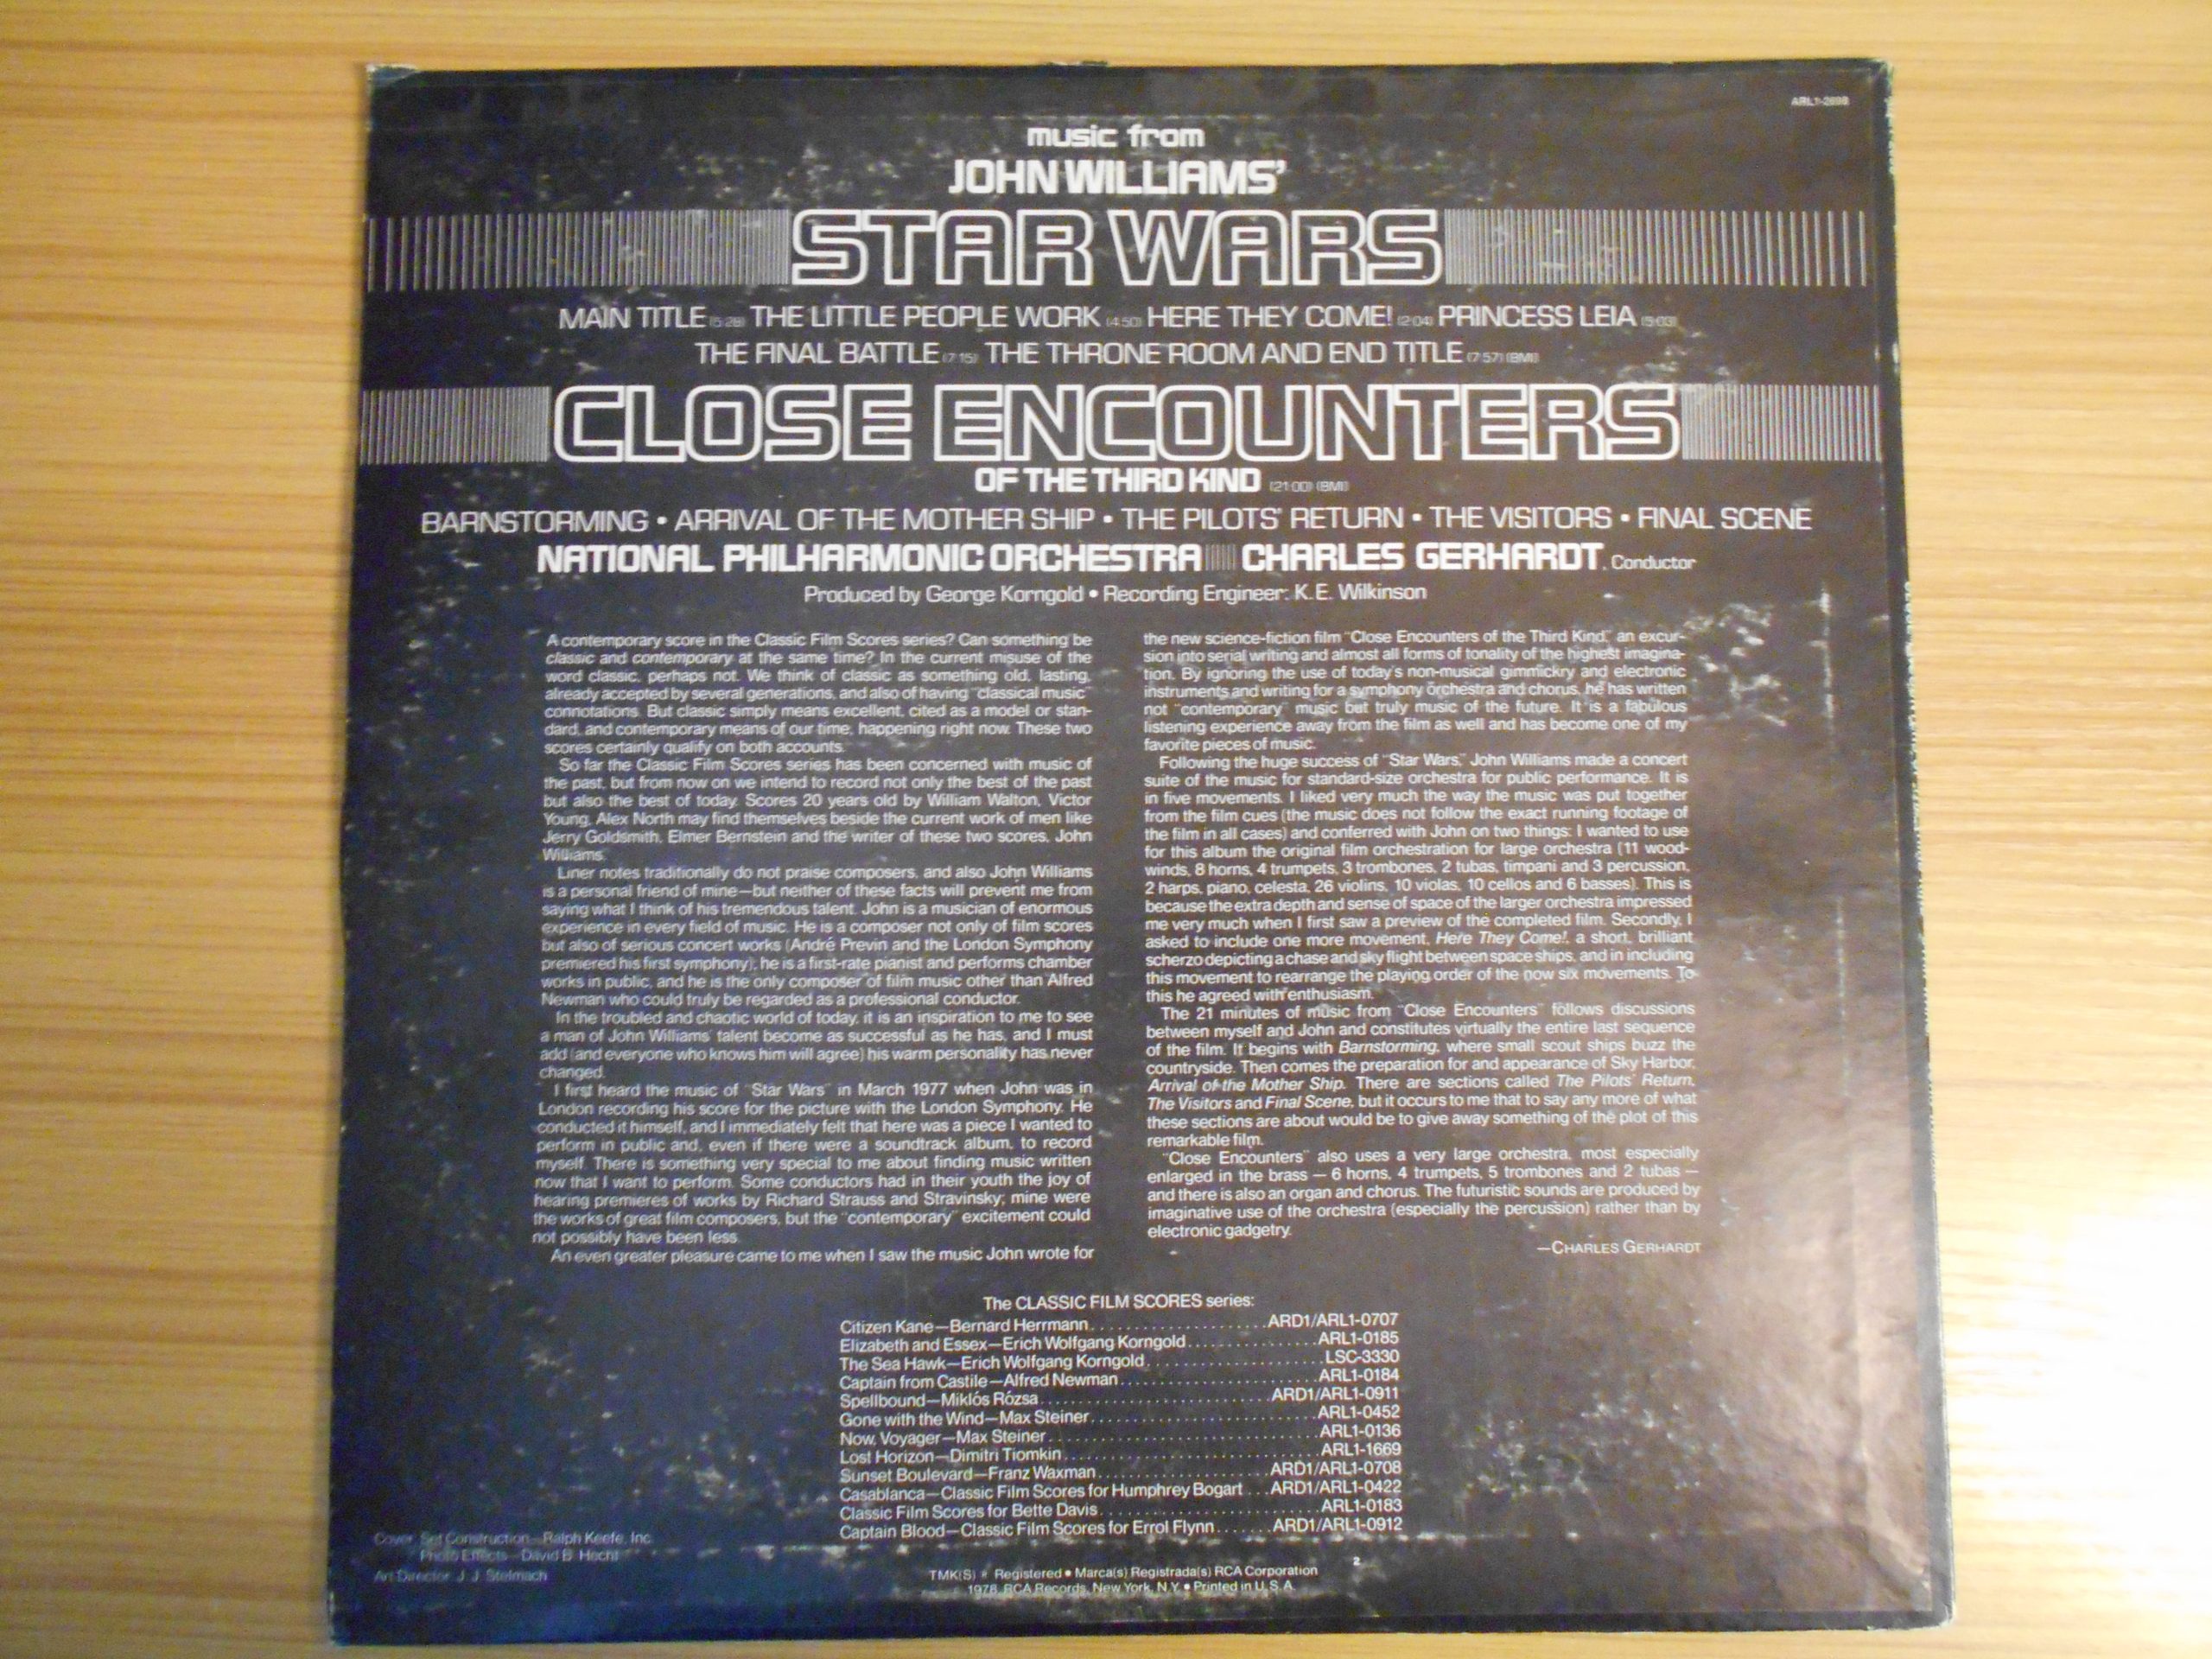 ARL1-2698
music from
JOHN WILLIAMS'
STAR WARS
MAIN TITLE (5:28) THE LITTLE PEOPLE WORK (4:50) HERE THEY COME! (2:04) PRINCESS LEIA (5:03)
THE FINAL BATTLE (7:15) THE THRONE ROOM AND END TITLE (7:57) (BMI)
CLOSE ENCOUNTERS
OF THE THIRD KIND (21:00) (BMI)
BARNSTORMING • ARRIVAL OF THE MOTHER SHIP • THE PILOTS' RETURN • THE VISITORS • FINAL SCENE
NATIONAL PHILHARMONIC ORCHESTRA CHARLES GERHARDT, Conductor
Produced by George Korngold • Recording Engineer: K.E. Wilkinson
A contemporary score in the Classic Film Scores series? Can something be
classic and contemporary at the same time? In the current misuse of the
word classic, perhaps not. We think of classic as something old, lasting,
already accepted by several generations, and also of having "classical music"
connotations. But classic simply means excellent, cited as a model or stan-
dard, and contemporary means of our time, happening right now. These two
scores certainly qualify on both accounts.
So far the Classic Film Scores series has been concerned with music of
the past, but from now on we intend to record not only the best of the past
but also the best of today. Scores 20 years old by William Walton, Victor
Young, Alex North may find themselves beside the current work of men like
Jerry Goldsmith, Elmer Bernstein and the writer of these two scores, John
Williams.
Liner notes traditionally do not praise composers, and also John Williams
is a personal friend of mine—but neither of these facts will prevent me from
saying what I think of his tremendous talent. John is a musician of enormous
experience in every field of music. He is a composer not only of film scores
but also of serious concert works (André Previn and the London Symphony
premiered his first symphony), he is a first-rate pianist and performs chamber
works in public, and he is the only composer of film music other than Alfred
Newman who could truly be regarded as a professional conductor.
In the troubled and chaotic world of today, it is an inspiration to me to see
a man of John Williams' talent become as successful as he has, and I must
add (and everyone who knows him will agree) his warm personality has never
changed.
I first heard the music of "Star Wars" in March 1977 when John was in
London recording his score for the picture with the London Symphony. He
conducted it himself, and I immediately felt that here was a piece I wanted to
perform in public and, even if there were a soundtrack album, to record
myself. There is something very special to me about finding music written
now that I want to perform. Some conductors had in their youth the joy of
hearing premieres of works by Richard Strauss and Stravinsky; mine were
the works of great film composers, but the "contemporary" excitement could
not possibly have been less.
An even greater pleasure came to me when I saw the music John wrote for
the new science-fiction film "Close Encounters of the Third Kind," an excur-
sion into serial writing and almost all forms of tonality of the highest imagina-
tion. By ignoring the use of today's non-musical gimmickry and electronic
instruments and writing for a symphony orchestra and chorus, he has written
not "contemporary" music but truly music of the future. It is a fabulous
listening experience away from the film as well and has become one of my
favorite pieces of music.
Following the huge success of "Star Wars," John Williams made a concert
suite of the music for standard-size orchestra for public performance. It is
in five movements. I liked very much the way the music was put together
from the film cues (the music does not follow the exact running footage of
the film in all cases) and conferred with John on two things: I wanted to use
for this album the original film orchestration for large orchestra (11 wood-
winds, 8 horns, 4 trumpets, 3 trombones, 2 tubas, timpani and 3 percussion,
2 harps, piano, celesta, 26 violins, 10 violas, 10 cellos and 6 basses). This is
because the extra depth and sense of space of the larger orchestra impressed
me very much when I first saw a preview of the completed film. Secondly, I
asked to include one more movement, Here They Come!, a short, brilliant
scherzo depicting a chase and sky flight between space ships, and in including
this movement to rearrange the playing order of the now six movements. To
this he agreed with enthusiasm.
The 21 minutes of music from "Close Encounters" follows discussions
between myself and John and constitutes virtually the entire last sequence
of the film. It begins with Barnstorming, where small scout ships buzz the
countryside. Then comes the preparation for and appearance of Sky Harbor,
Arrival of the Mother Ship. There are sections called The Pilots' Return,
The Visitors and Final Scene, but it occurs to me that to say any more of what
these sections are about would be to give away something of the plot of this
remarkable film.
"Close Encounters" also uses a very large orchestra, most especially
enlarged in the brass — 6 horns, 4 trumpets, 5 trombones and 2 tubas —
and there is also an organ and chorus. The futuristic sounds are produced by
imaginative use of the orchestra (especially the percussion) rather than by
electronic gadgetry.
—CHARLES GERHARDT
The CLASSIC FILM SCORES series:
Citizen Kane—Bernard Herrmann.....................ARD1/ARL1-0707
Elizabeth and Essex—Erich Wolfgang Korngold...............ARL1-0185
The Sea Hawk—Erich Wolfgang Korngold.....................LSC-3330
Captain from Castile—Alfred Newman.......................ARL1-0184
Spellbound—Miklós Rózsa...........................ARD1/ARL1-0911
Gone with the Wind—Max Steiner...........................ARL1-0452
Now, Voyager—Max Steiner................................ARL1-0136
Lost Horizon—Dimitri Tiomkin..............................ARL1-1669
Sunset Boulevard—Franz Waxman....................ARD1/ARL1-0708
Casablanca—Classic Film Scores for Humphrey Bogart...ARD1/ARL1-0422
Classic Film Scores for Bette Davis..........................ARL1-0183
Captain Blood—Classic Film Scores for Errol Flynn.......ARD1/ARL1-0912
Cover: Set Construction—Ralph Keefe, Inc.
Photo Effects—David B. Hecht
Art Director: J. J. Stelmach
2
TMK(S) ® Registered • Marca(s) Registrada(s) RCA Corporation
1978, RCA Records, New York, N.Y. • Printed in U.S.A.